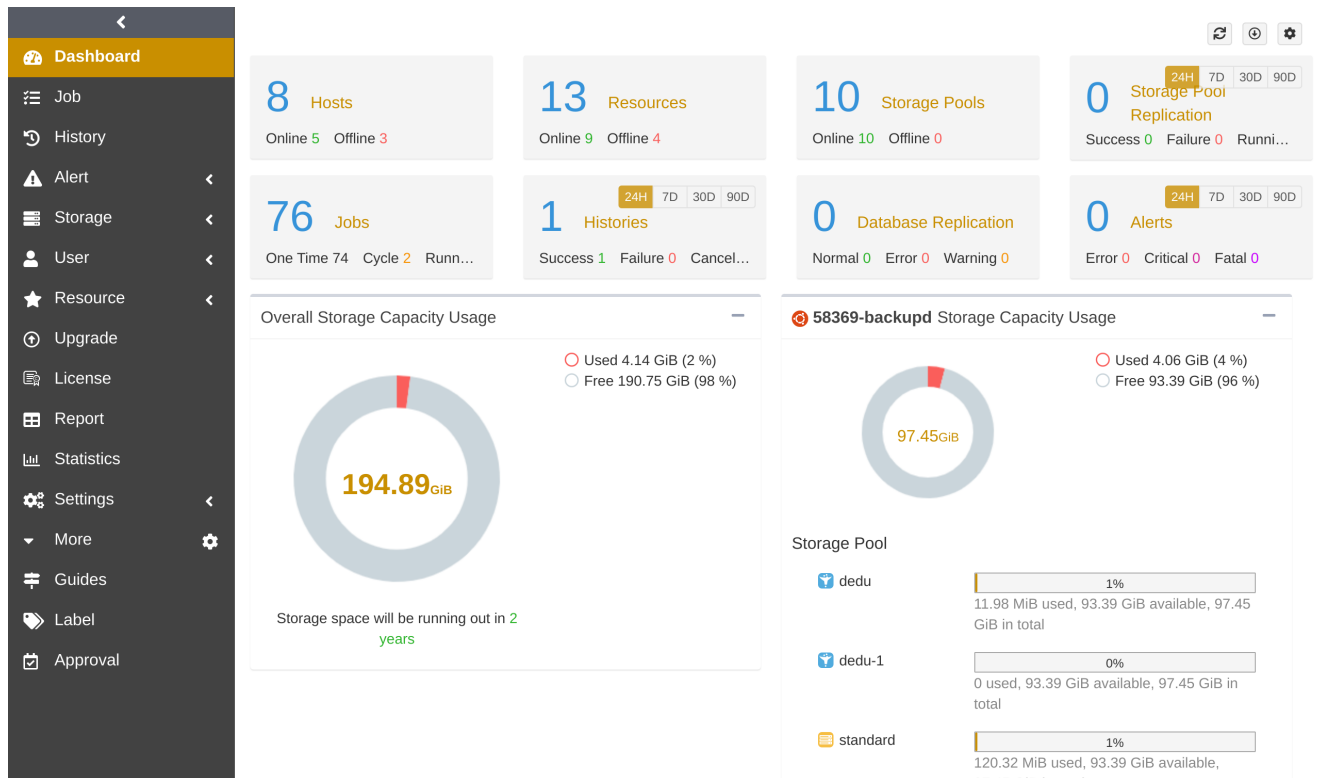 Dashboard
Job
History
Alert
Storage
User
Resource
Upgrade
License
Report
Statistics
Settings
More
Guides
Label
Approval
8 Hosts
Online 5 Offline 3
13 Resources
Online 9 Offline 4
10 Storage Pools
Online 10 Offline 0
24H 7D 30D 90D
0 Storage Pool
Replication
Success 0 Failure 0 Runni…
76 Jobs
One Time 74 Cycle 2 Runn…
24H 7D 30D 90D
1 Histories
Success 1 Failure 0 Cancel…
0 Database Replication
Normal 0 Error 0 Warning 0
24H 7D 30D 90D
0 Alerts
Error 0 Critical 0 Fatal 0
Overall Storage Capacity Usage
Used 4.14 GiB (2 %)
Free 190.75 GiB (98 %)
194.89GiB
Storage space will be running out in 2
years
58369-backupd Storage Capacity Usage
Used 4.06 GiB (4 %)
Free 93.39 GiB (96 %)
97.45GiB
Storage Pool
dedu
1%
11.98 MiB used, 93.39 GiB available, 97.45
GiB in total
dedu-1
0%
0 used, 93.39 GiB available, 97.45 GiB in
total
standard
1%
120.32 MiB used, 93.39 GiB available,